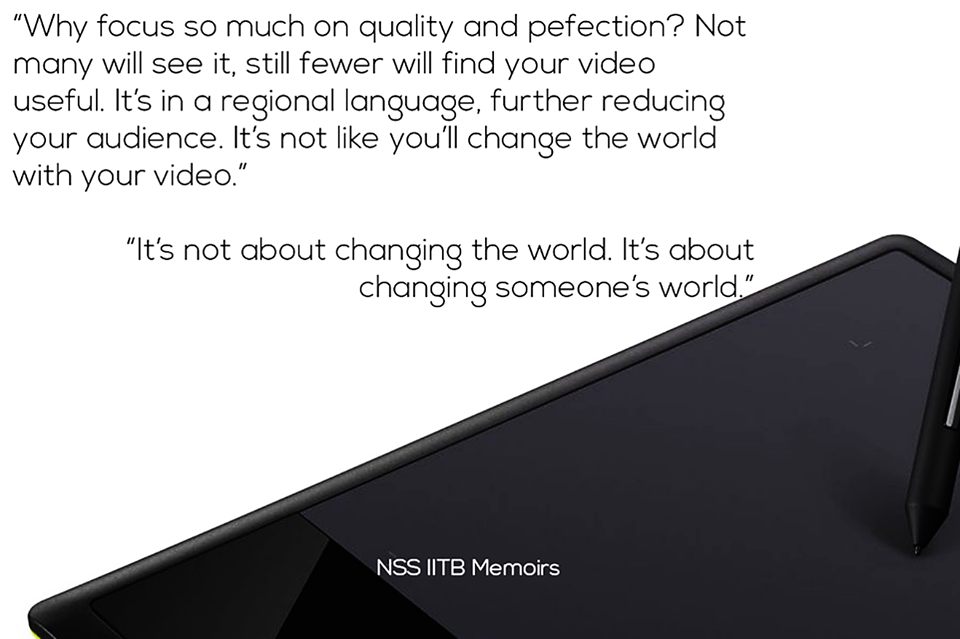 "Why focus so much on quality and pefection? Not
many will see it, still fewer will find your video
useful. It's in a regional language, further reducing
your audience. It's not like you'll change the world
with your video."
"It's not about changing the world. It's about
changing someone's world."
NSS IITB Memoirs